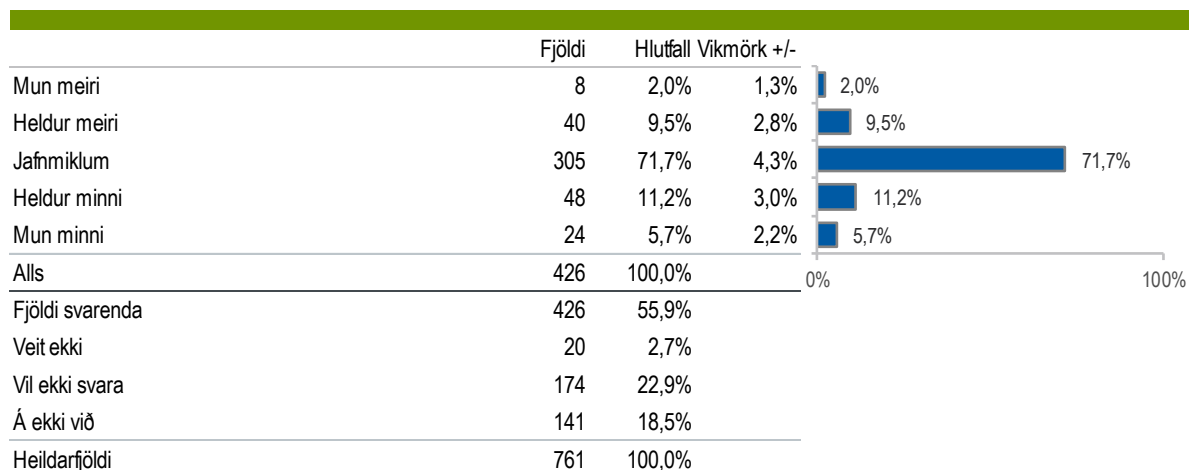 Fjöldi Hlutfall Vikmörk +/-
Mun meiri 8 2,0% 1,3% 2,0%
Heldur meiri 40 9,5% 2,8% 9,5%
Jafnmiklum 305 71,7% 4,3% 71,7%
Heldur minni 48 11,2% 3,0% 11,2%
Mun minni 24 5,7% 2,2% 5,7%
Alls 426 100,0% 0% 100%
Fjöldi svarenda 426 55,9%
Veit ekki 20 2,7%
Vil ekki svara 174 22,9%
Á ekki við 141 18,5%
Heildarfjöldi 761 100,0%